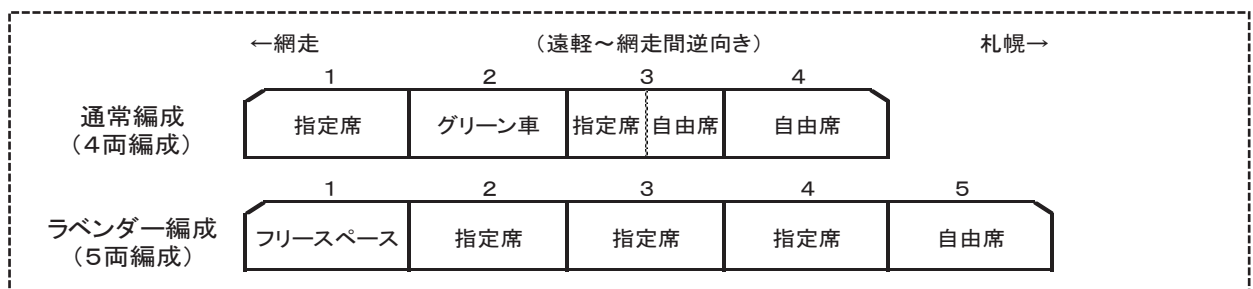 ←網走 (遠軽～網走間逆向き) 札幌→
1 2 3 4
通常編成
(4両編成)
指定席 グリーン車 指定席 自由席 自由席
1 2 3 4 5
ラベンダー編成
(5両編成)
フリースペース 指定席 指定席 指定席 自由席